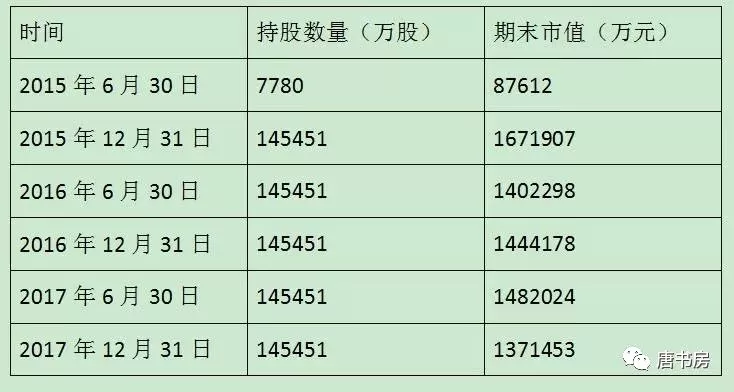 时间 持股数量（万股） 期末市值（万元）
2015 年 6 月 30 日 7780 87612
2015 年 12 月 31 日 145451 1671907
2016 年 6 月 30 日 145451 1402298
2016 年 12 月 31 日 145451 1444178
2017 年 6 月 30 日 145451 1482024
2017 年 12 月 31 日 145451 1371453
唐书房